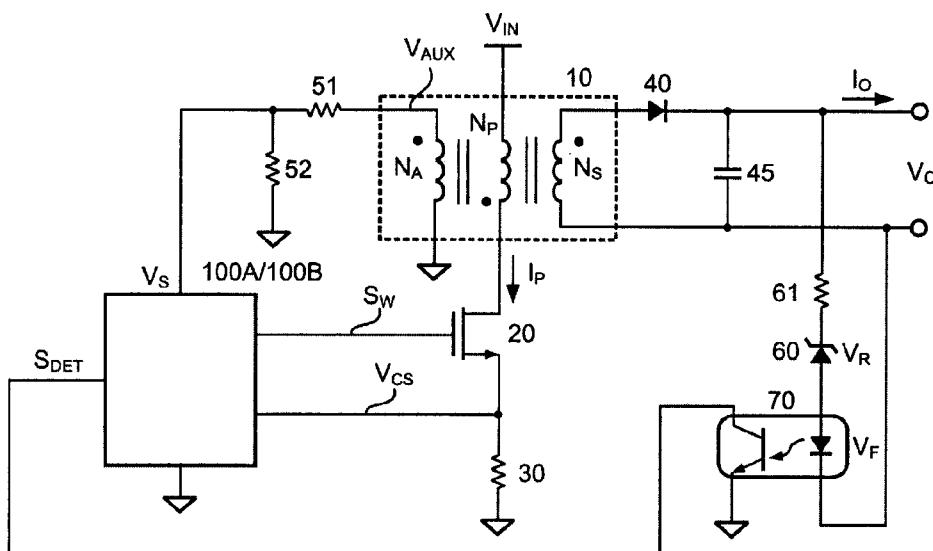 V_IN
V_AUX
10
40
I_O
51
N_P
N_A
N_S
52
45
V_S
100A/100B
I_P
61
S_W
20
60
V_R
S_DET
V_CS
70
V_F
30